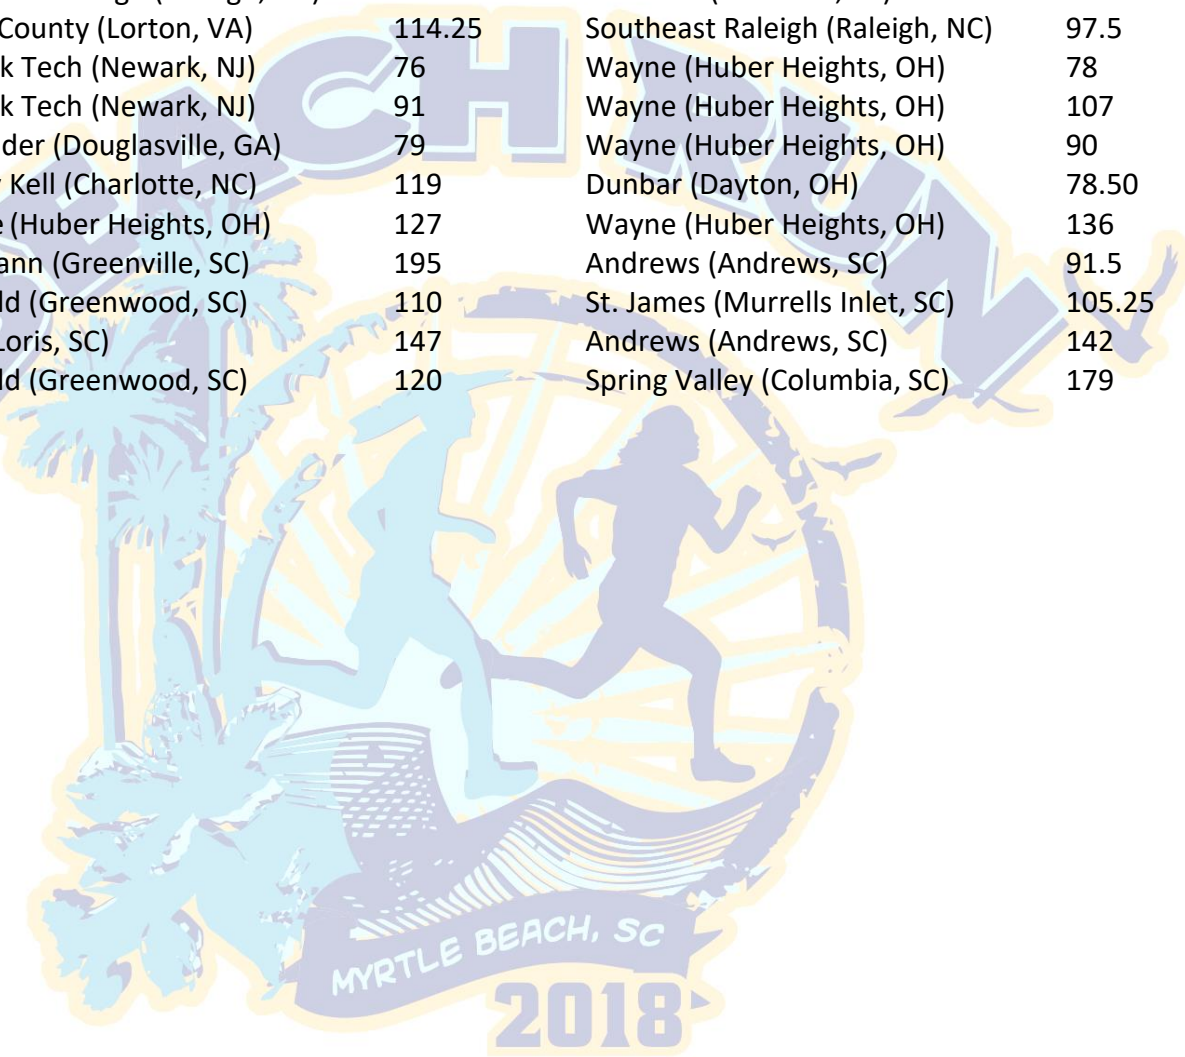 County (Lorton, VA) 114.25 Southeast Raleigh (Raleigh, NC) 97.5
k Tech (Newark, NJ) 76 Wayne (Huber Heights, OH) 78
k Tech (Newark, NJ) 91 Wayne (Huber Heights, OH) 107
der (Douglasville, GA) 79 Wayne (Huber Heights, OH) 90
Kell (Charlotte, NC) 119 Dunbar (Dayton, OH) 78.50
e (Huber Heights, OH) 127 Wayne (Huber Heights, OH) 136
ann (Greenville, SC) 195 Andrews (Andrews, SC) 91.5
ld (Greenwood, SC) 110 St. James (Murrells Inlet, SC) 105.25
Loris, SC) 147 Andrews (Andrews, SC) 142
ld (Greenwood, SC) 120 Spring Valley (Columbia, SC) 179
BEACH RUN
MYRTLE BEACH, SC
2018